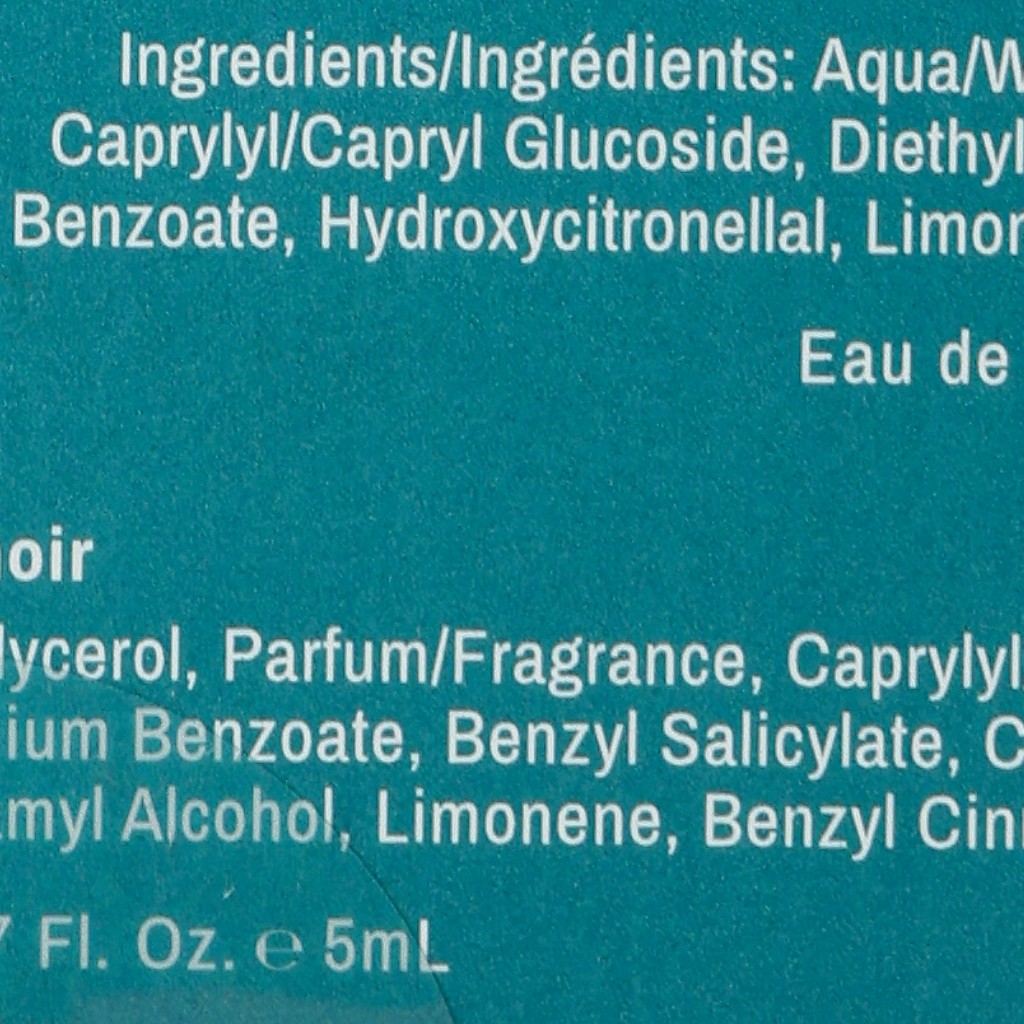 Ingredients/Ingrédients: Aqua/W
Caprylyl/Capryl Glucoside, Diethyl
Benzoate, Hydroxycitronellal, Limon
Eau de
oir
lycerol, Parfum/Fragrance, Caprylyl
ium Benzoate, Benzyl Salicylate, C
myl Alcohol, Limonene, Benzyl Cin
7 Fl. Oz. ℮ 5mL